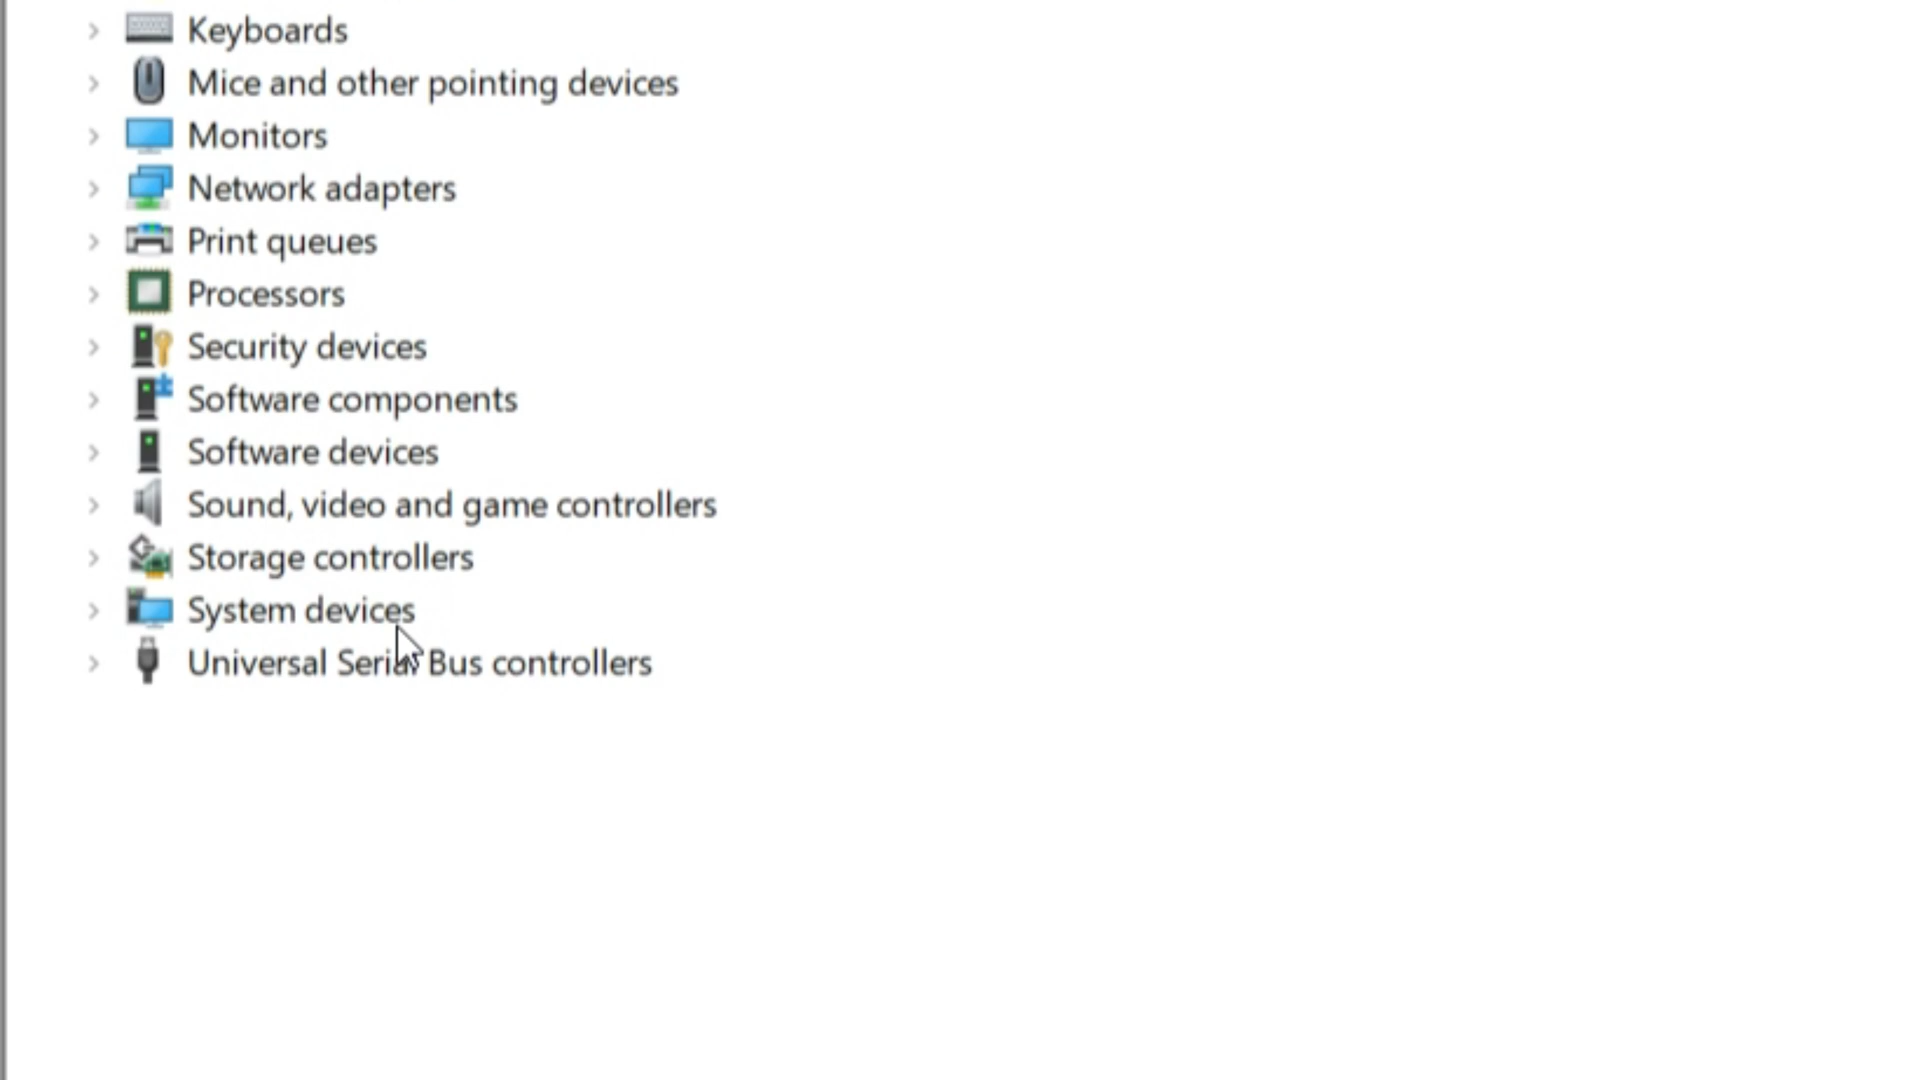 Keyboards
Mice and other pointing devices
Monitors
Network adapters
Print queues
Processors
Security devices
Software components
Software devices
Sound, video and game controllers
Storage controllers
System devices
Universal Serial Bus controllers